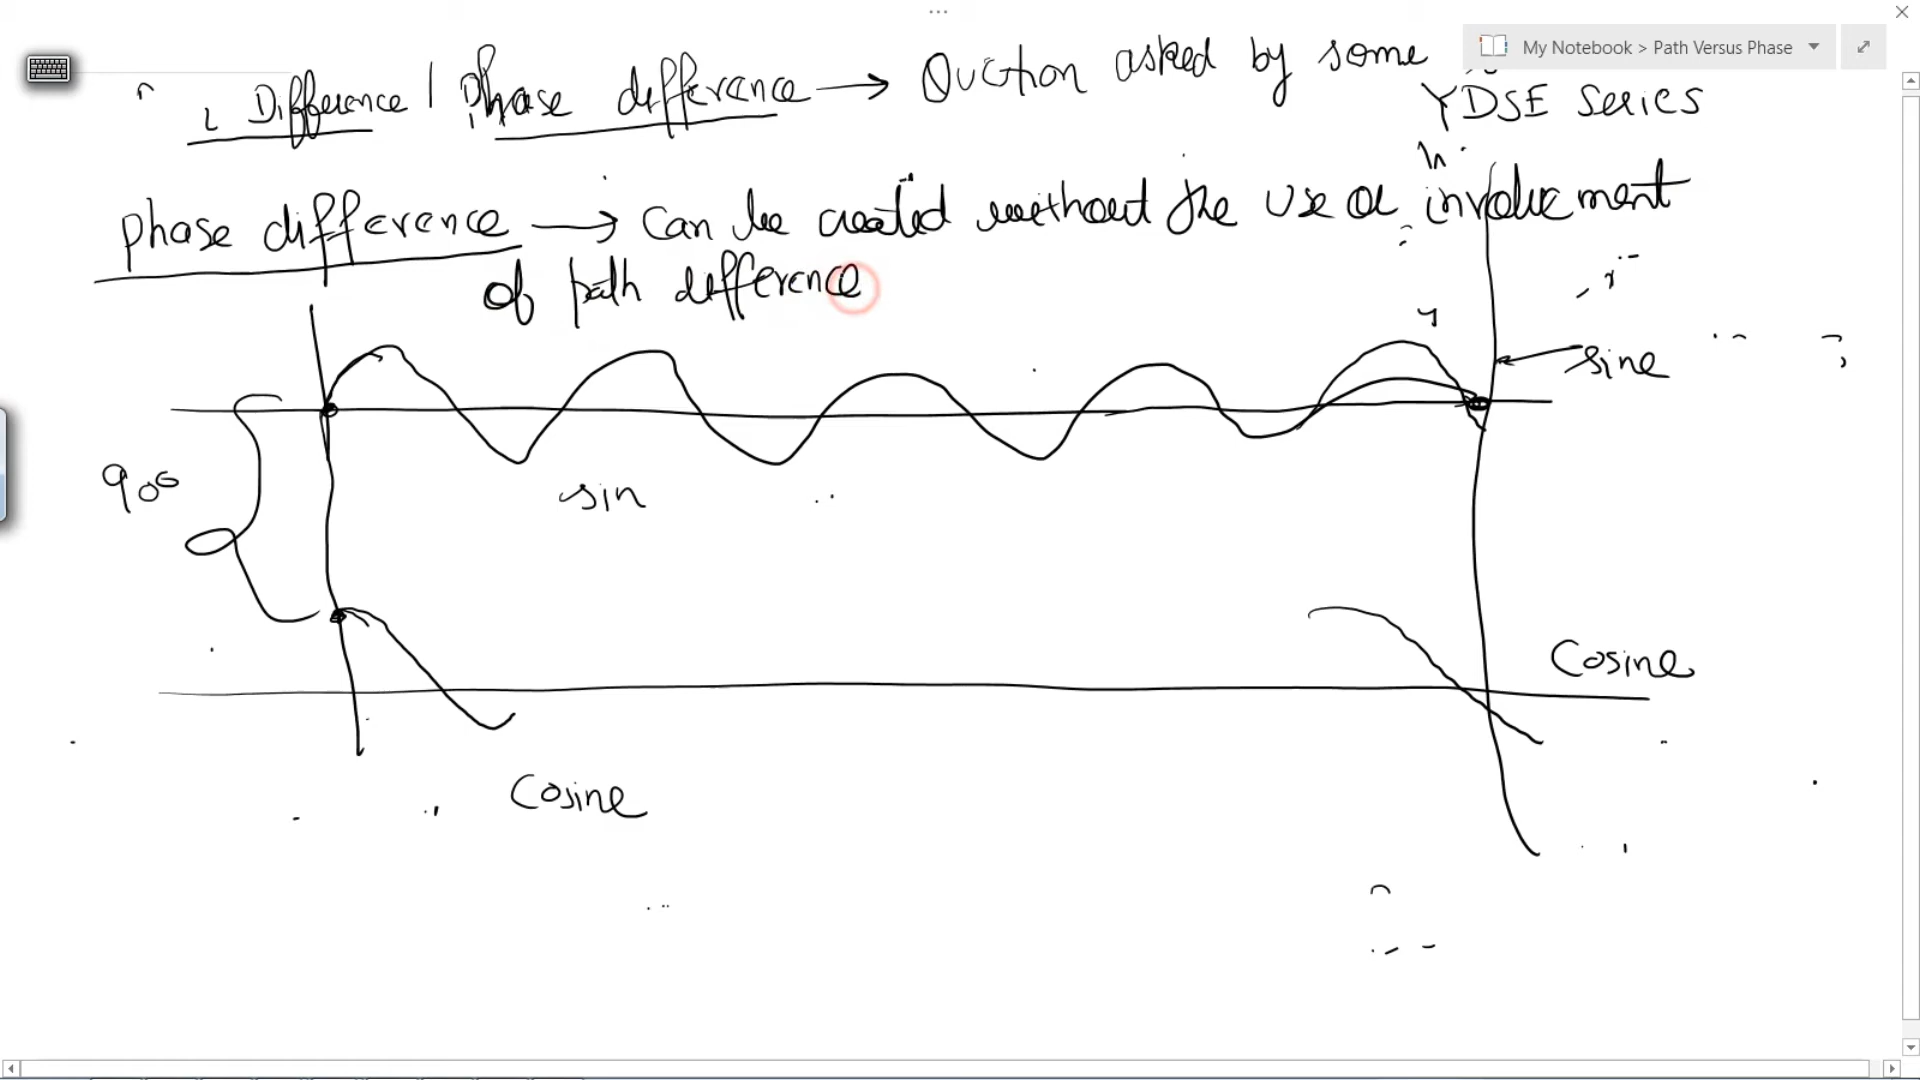 Difference | Phase difference → Quction asked by some
My Notebook > Path Versus Phase
YDSE Series
Phase difference → can be created without the use or involvement
of path difference
sine
90°
sin
Cosine
Cosine